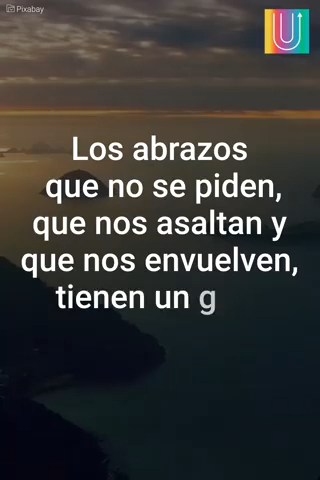 Pixabay
U
Los abrazos
que no se piden,
que nos asaltan y
que nos envuelven,
tienen un g